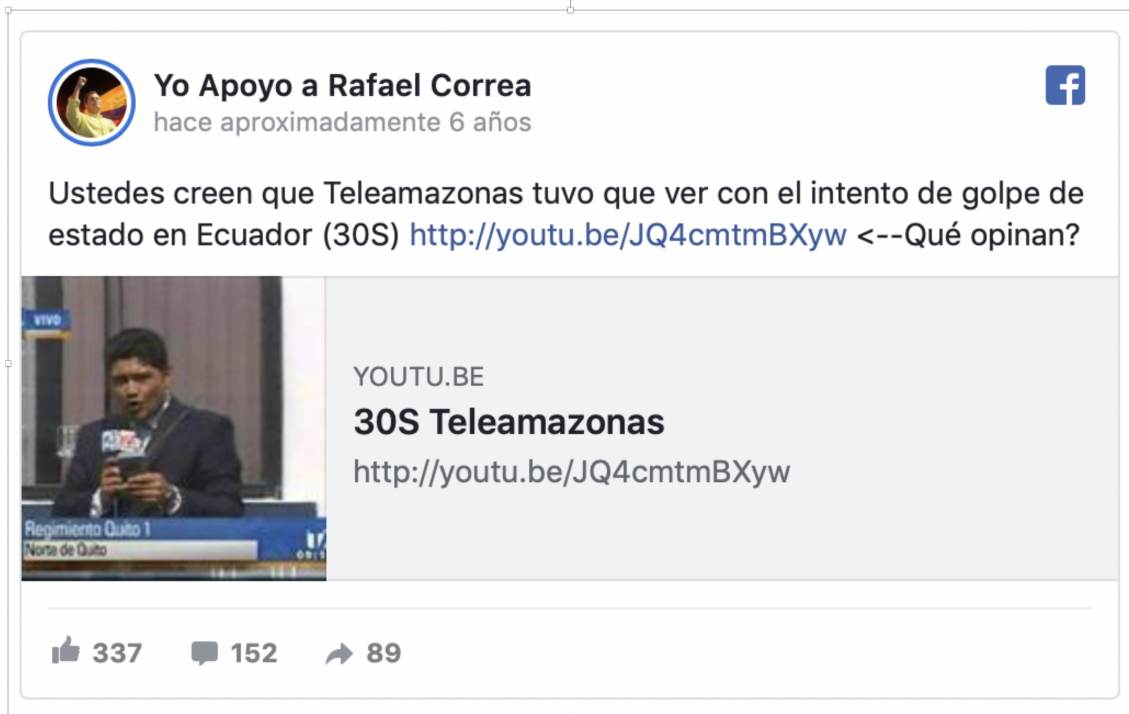 Yo Apoyo a Rafael Correa
hace aproximadamente 6 años
Ustedes creen que Teleamazonas tuvo que ver con el intento de golpe de
estado en Ecuador (30S) http://youtu.be/JQ4cmtmBXyw <--Qué opinan?
VIVO
Regimiento Quito 1
Norte de Quito
YOUTU.BE
30S Teleamazonas
http://youtu.be/JQ4cmtmBXyw
337 152 89